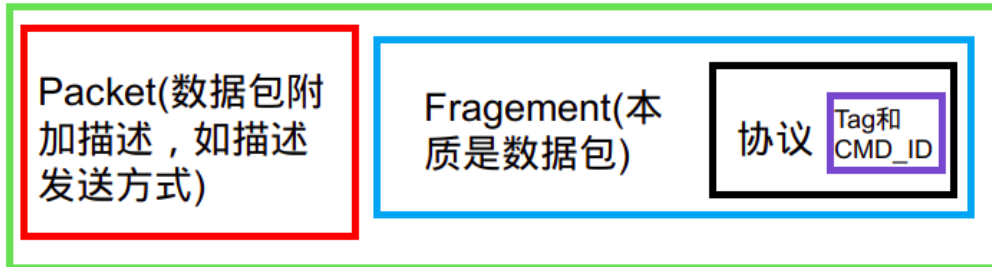 Packet(数据包附
加描述，如描述
发送方式)
Fragement(本
质是数据包)
协议
Tag和
CMD_ID